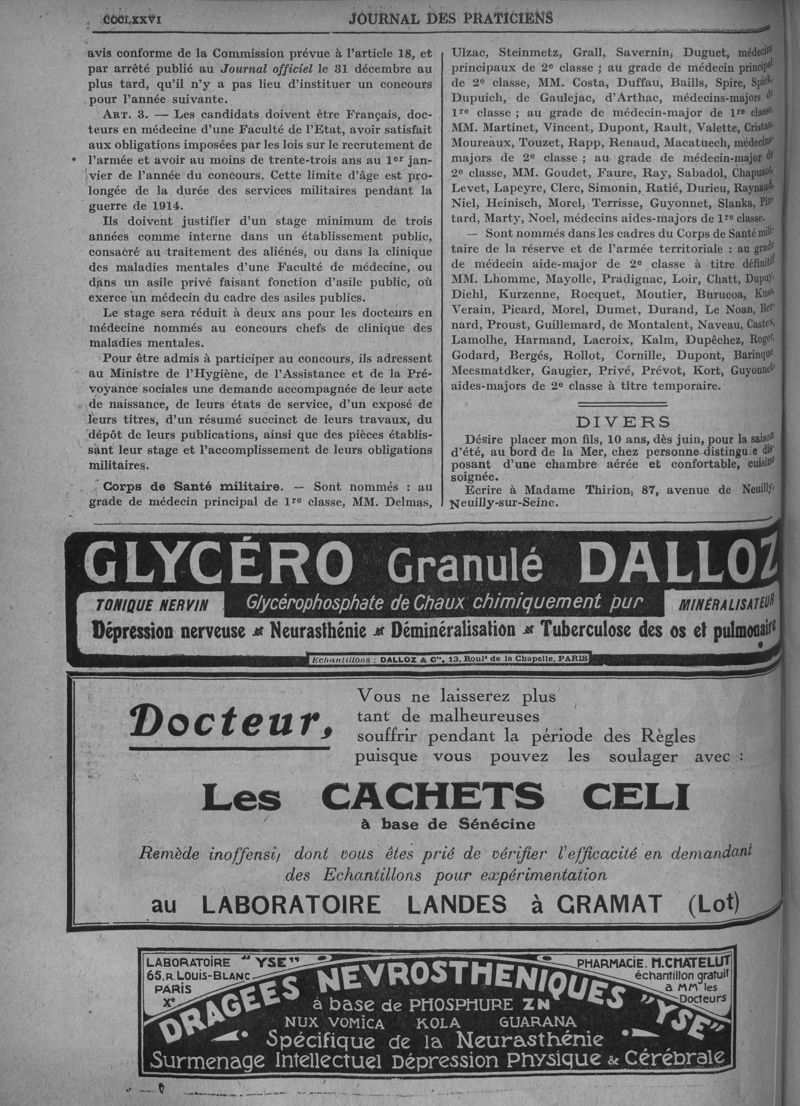 CCCLXXVI
JOURNAL DES PRATICIENS
avis conforme de la Commission prévue à l'article 18, et
par arrêté publié au Journal officiel le 31 décembre au
plus tard, qu'il n'y a pas lieu d'instituer un concours
pour l'année suivante.
ART. 3. — Les candidats doivent être Français, doc-
teurs en médecine d'une Faculté de l'Etat, avoir satisfait
aux obligations imposées par les lois sur le recrutement de
l'armée et avoir au moins de trente-trois ans au 1er jan-
vier de l'année du concours. Cette limite d'âge est pro-
longée de la durée des services militaires pendant la
guerre de 1914.
Ils doivent justifier d'un stage minimum de trois
années comme interne dans un établissement public,
consacré au traitement des aliénés, ou dans la clinique
des maladies mentales d'une Faculté de médecine, ou
dans un asile privé faisant fonction d'asile public, où
exerce un médecin du cadre des asiles publics.
Le stage sera réduit à deux ans pour les docteurs en
médecine nommés au concours chefs de clinique des
maladies mentales.
Pour être admis à participer au concours, ils adressent
au Ministre de l'Hygiène, de l'Assistance et de la Pré-
voyance sociales une demande accompagnée de leur acte
de naissance, de leurs états de service, d'un exposé de
leurs titres, d'un résumé succinct de leurs travaux, du
dépôt de leurs publications, ainsi que des pièces établis-
sant leur stage et l'accomplissement de leurs obligations
militaires.
Corps de Santé militaire. — Sont nommés : au
grade de médecin principal de 1re classe, MM. Delmas,
Ulzac, Steinmetz, Grall, Savernin, Duguet, médecins
principaux de 2e classe ; au grade de médecin principal
de 2e classe, MM. Costa, Duffau, Baills, Spire, Spick,
Dupuich, de Gaulejac, d'Arthac, médecins-majors de
1re classe ; au grade de médecin-major de 1re classe,
MM. Martinet, Vincent, Dupont, Rault, Valette, Cristau,
Moureaux, Touzet, Rapp, Renaud, Macatuech, médecins-
majors de 2e classe ; au grade de médecin-major de
2e classe, MM. Goudet, Faure, Ray, Sabadol, Chapuzot,
Levet, Lapeyre, Clerc, Simonin, Ratié, Durieu, Raynaud,
Niel, Heinisch, Morel, Terrisse, Guyonnet, Slanka, Pin-
tard, Marty, Noel, médecins aides-majors de 1re classe.
— Sont nommés dans les cadres du Corps de Santé mili-
taire de la réserve et de l'armée territoriale : au grade
de médecin aide-major de 2e classe à titre définitif
MM. Lhomme, Mayolle, Pradignac, Loir, Chatt, Dupuy,
Diehl, Kurzenne, Rocquet, Moutier, Burucoa,
Verain, Picard, Morel, Dumet, Durand, Le Noan, Ber-
nard, Proust, Guillemard, de Montalent, Naveau, Castex,
Lamolhe, Harmand, Lacroix, Kalm, Dupêchez, Roger,
Godard, Bergés, Rollot, Cornille, Dupont, Barinque
Meesmatdker, Gaugier, Privé, Prévot, Kort, Guyonnet,
aides-majors de 2e classe à titre temporaire.
DIVERS
Désire placer mon fils, 10 ans, dès juin, pour la saison
d'été, au bord de la Mer, chez personne distingu.e dis-
posant d'une chambre aérée et confortable, cuisine
soignée.
Ecrire à Madame Thirion, 87, avenue de Neuilly,
Neuilly-sur-Seine.
GLYCÉRO Granulé DALLOZ
TONIQUE NERVIN
Glycérophosphate de Chaux chimiquement pur
MINÉRALISATEUR
Dépression nerveuse Neurasthénie Déminéralisation Tuberculose des os et pulmonaire
Echantillons : DALLOZ & Cie, 13, Boul^d de la Chapelle, PARIS
Docteur,
Vous ne laisserez plus
tant de malheureuses
souffrir pendant la période des Règles
puisque vous pouvez les soulager avec :
Les CACHETS CELI
à base de Sénécine
Remède inoffensif dont vous êtes prié de vérifier l'efficacité en demandant
des Echantillons pour expérimentation
au LABORATOIRE LANDES à GRAMAT (Lot)
LABORATOIRE "YSE"
65, R. LOUIS-BLANC
PARIS
Xe
PHARMACIE. M. CHATELUT
échantillon gratuit
à MM les
Docteurs
DRAGÉES NEVROSTHENIQUES "YSE"
à base de PHOSPHURE ZN
NUX VOMICA KOLA GUARANA
Spécifique de la Neurasthénie
Surmenage Intellectuel Dépression Physique & Cérébrale